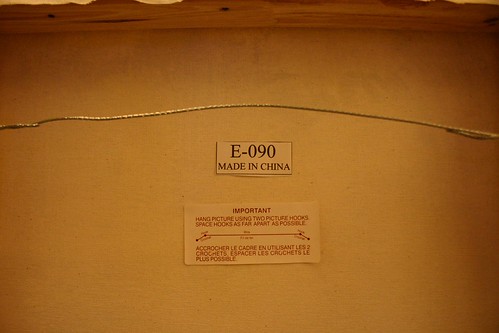 E-090
MADE IN CHINA
IMPORTANT
HANG PICTURE USING TWO PICTURE HOOKS.
SPACE HOOKS AS FAR APART AS POSSIBLE.
ACCROCHER LE CADRE EN UTILISANT LES 2
CROCHETS, ESPACER LES CROCHETS LE
PLUS POSSIBLE.